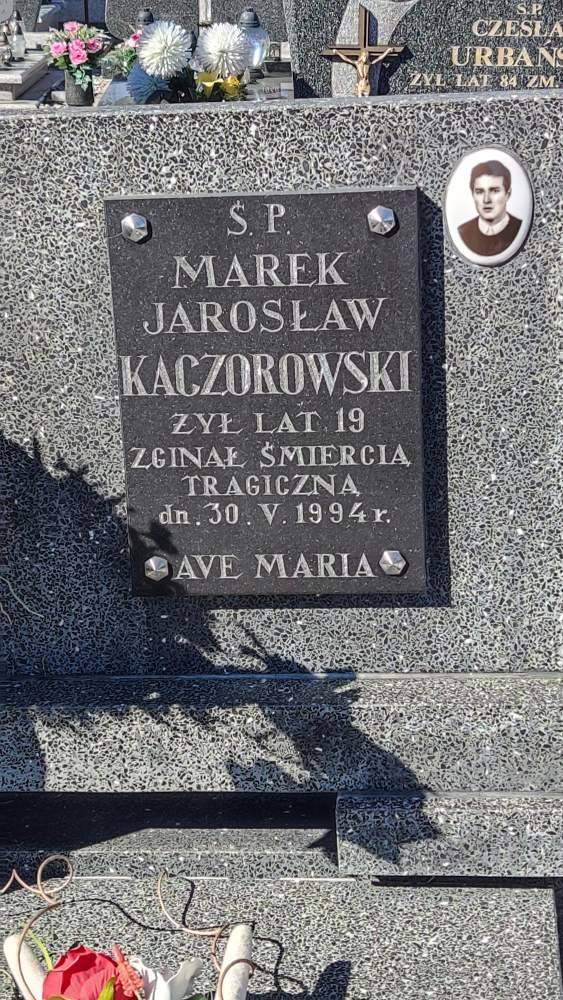 Ś.P.
CZESŁA
URBAŃS
ŻYŁ LAT 84 ZM.
Ś.P.
MAREK
JAROSŁAW
KACZOROWSKI
ŻYŁ LAT 19
ZGINĄŁ ŚMIERCIĄ
TRAGICZNĄ
dn. 30. V. 1994 r.
AVE MARIA